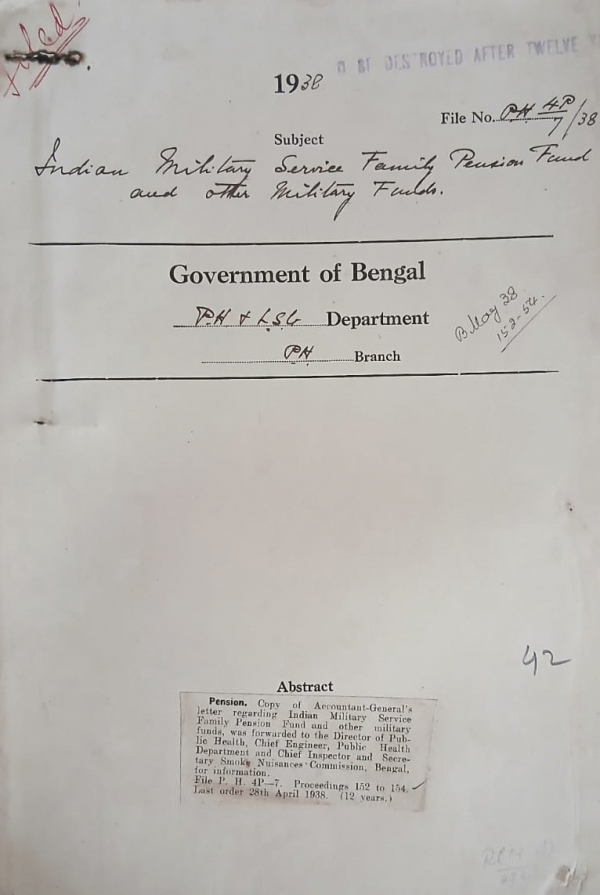 Filed.
O BE DESTROYED AFTER TWELVE Y
1938
File No. PH 4P/7/38
Subject
Indian Military Service Family Pension Fund
and other Military Funds.
Government of Bengal
P.H & L.S.G Department
B. May 38
152-54.
PH Branch
42
Abstract
Pension. Copy of Accountant-General's
letter regarding Indian Military Service
Family Pension Fund and other military
funds, was forwarded to the Director of Pub-
lic Health, Chief Engineer, Public Health
Department and Chief Inspector and Secre-
tary Smoke Nuisances Commission, Bengal,
for information.
File P. H. 4P—7. Proceedings 152 to 154.
Last order 28th April 1938. (12 years.)